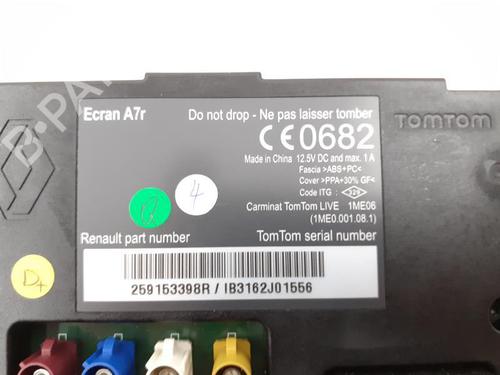 Ecran A7r
Do not drop - Ne pas laisser tomber
CE0682
TOMTOM
Made in China 12.5V DC and max. 1 A
Fascia >ABS+PC<
Cover >PPA+30% GF<
Code ITG : 329
Carminat TomTom LIVE 1ME06
(1ME0.001.08.1)
4
Renault part number
TomTom serial number
259153398R / IB3162J01556
D+